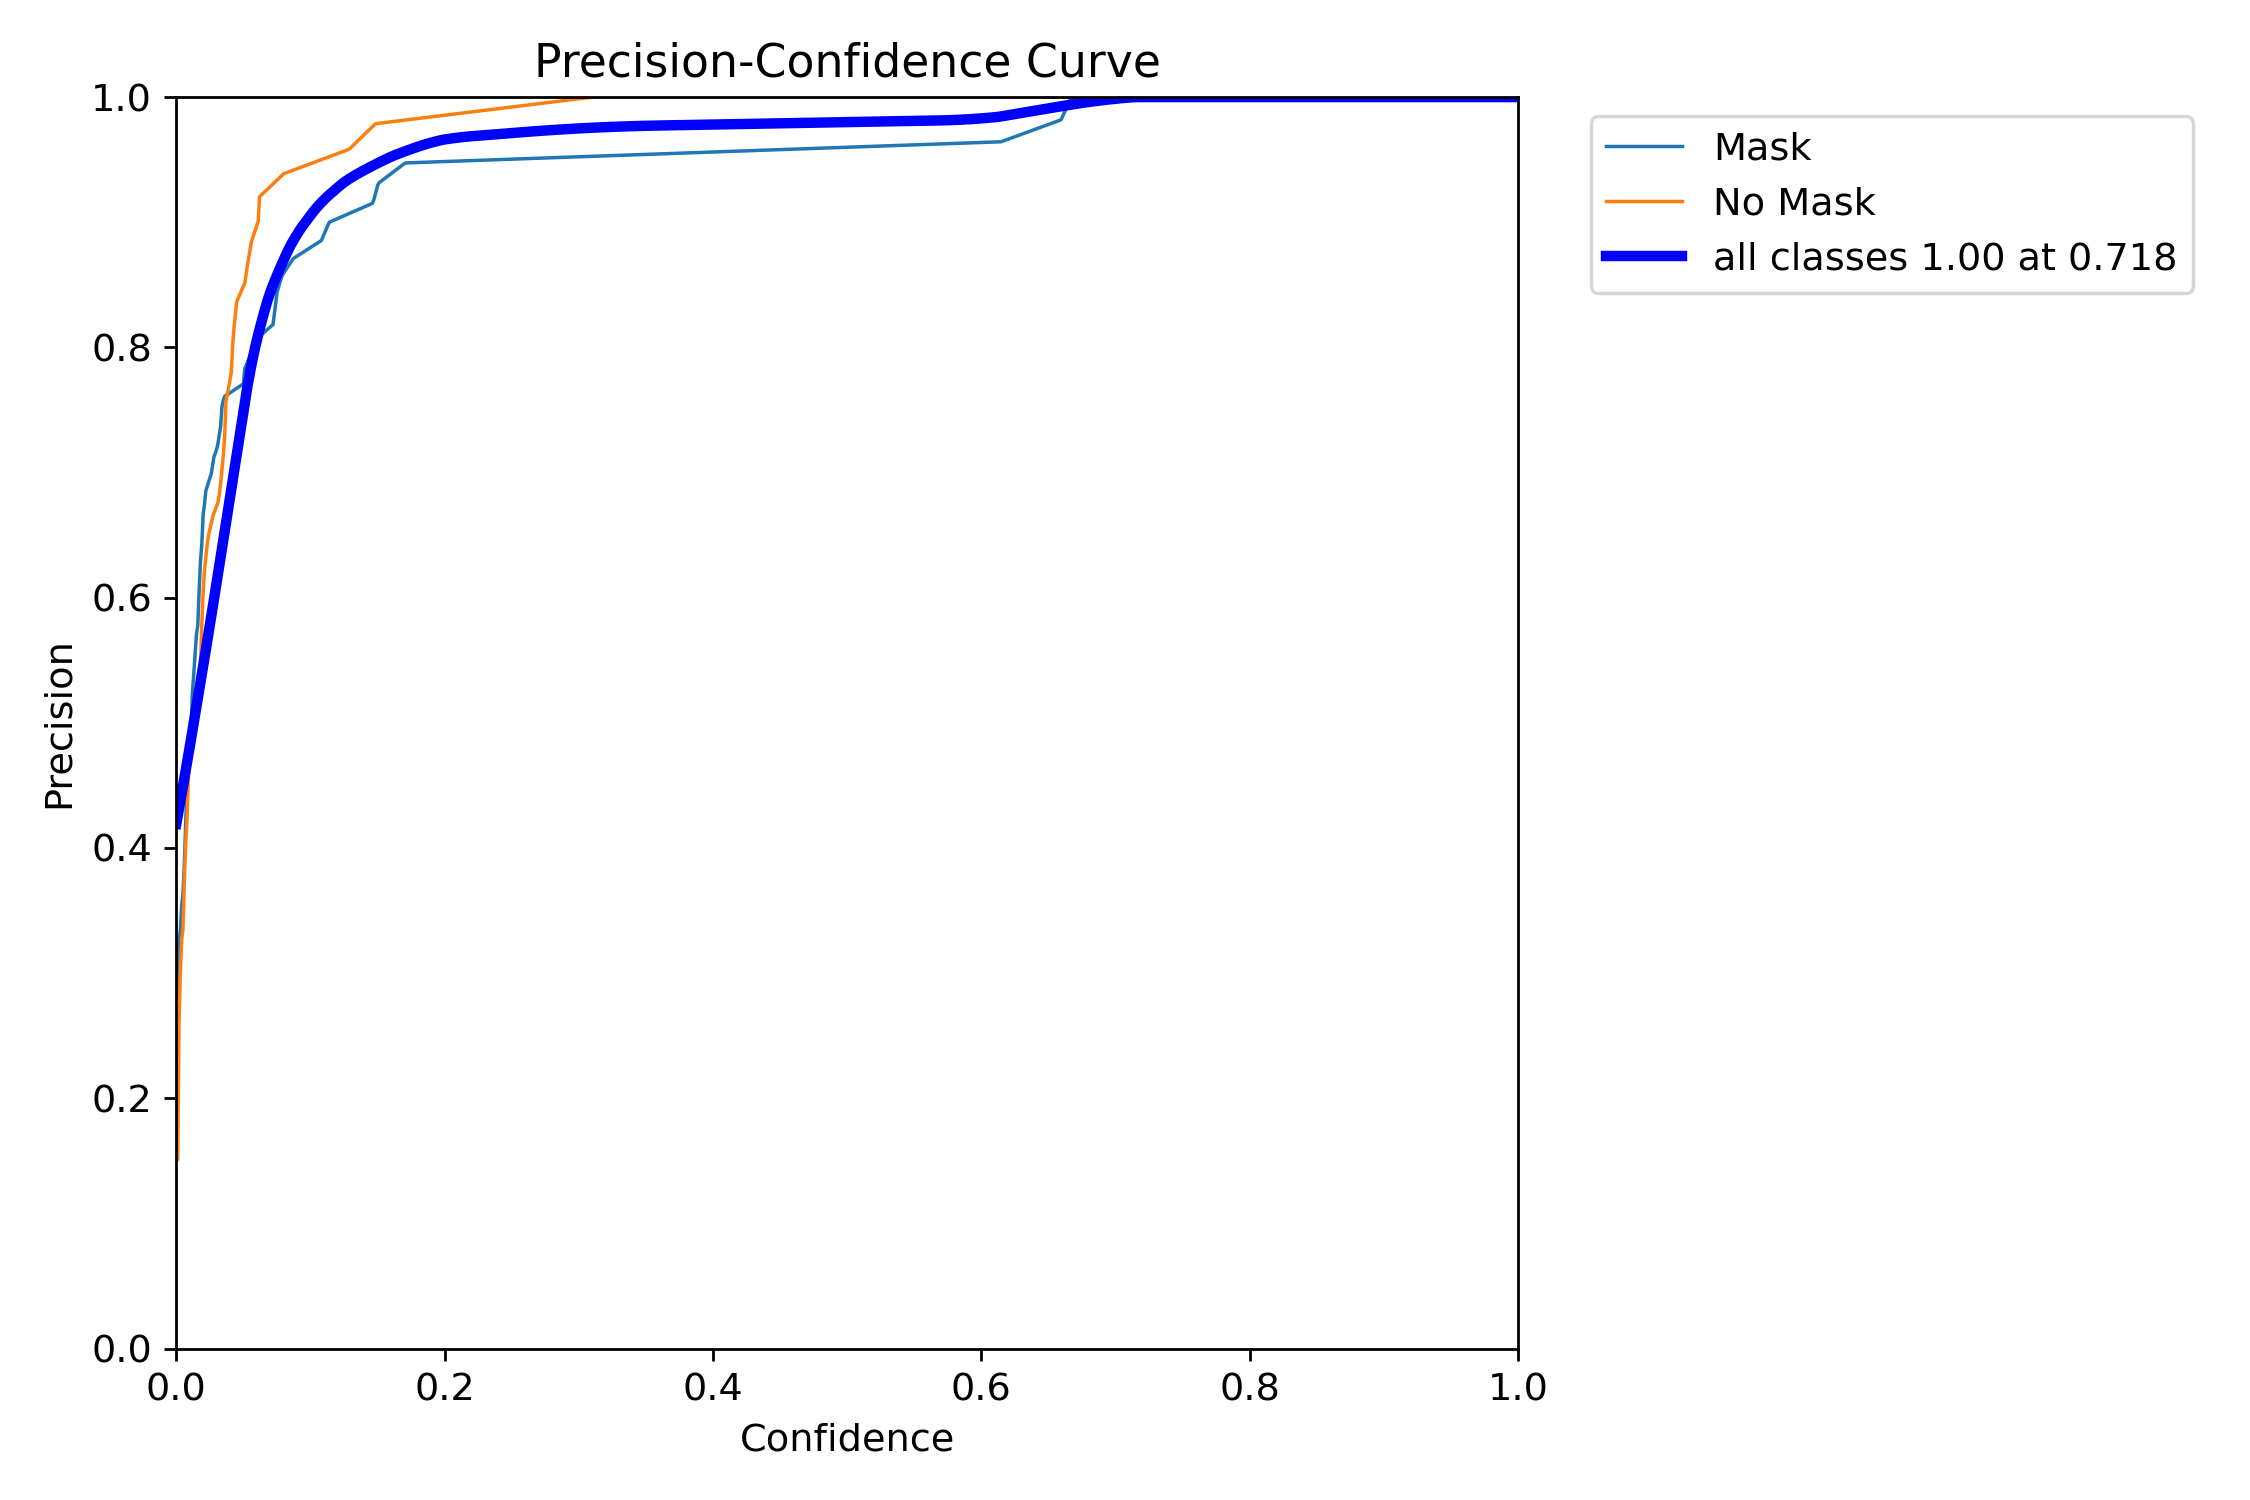 Precision-Confidence Curve
1.0
0.8
0.6
0.4
0.2
0.0
Precision
0.0 0.2 0.4 0.6 0.8 1.0
Confidence
Mask
No Mask
all classes 1.00 at 0.718